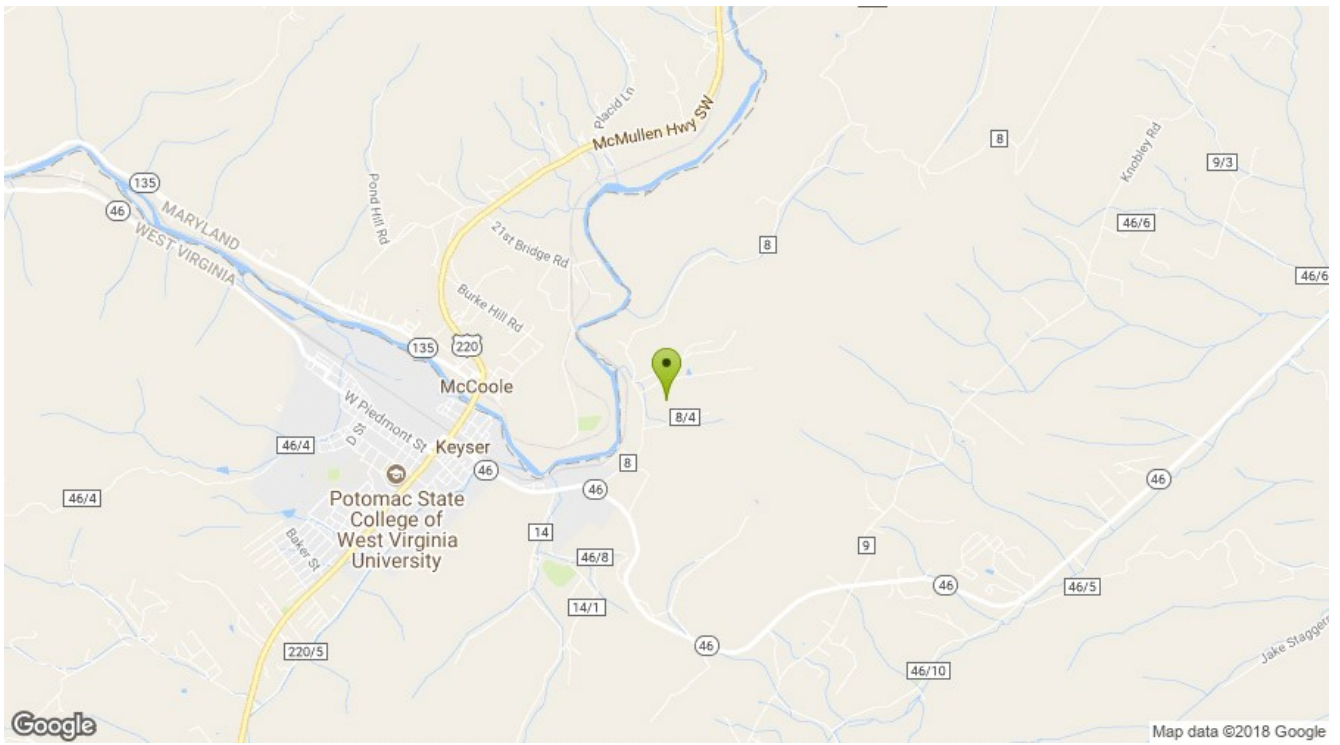 Placid Ln
McMullen Hwy SW
8
Knobley Rd
9/3
135
MARYLAND
46
WEST VIRGINIA
Pond Hill Rd
21st Bridge Rd
8
46/6
46/6
Burke Hill Rd
135
220
McCoole
8/4
W Piedmont St
D St
46/4
Keyser
46
8
46
46
46/4
Potomac State
College of
West Virginia
University
Baker St
14
46/8
9
46
46/5
14/1
220/5
46
46/10
Jake Staggers
Google
Map data ©2018 Google